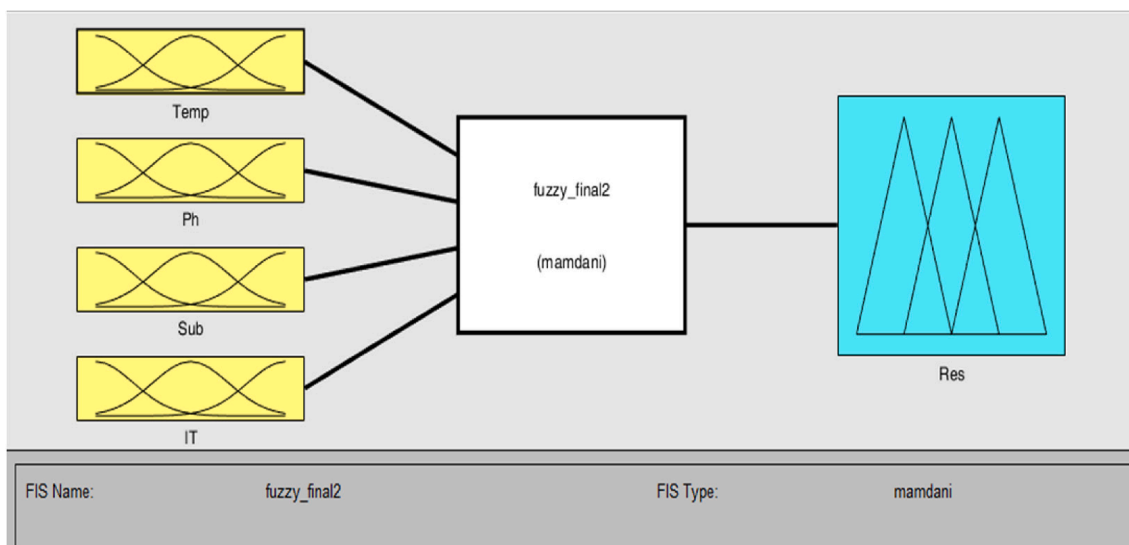 Temp
Ph
Sub
IT
fuzzy_final2
(mamdani)
Res
FIS Name: fuzzy_final2 FIS Type: mamdani